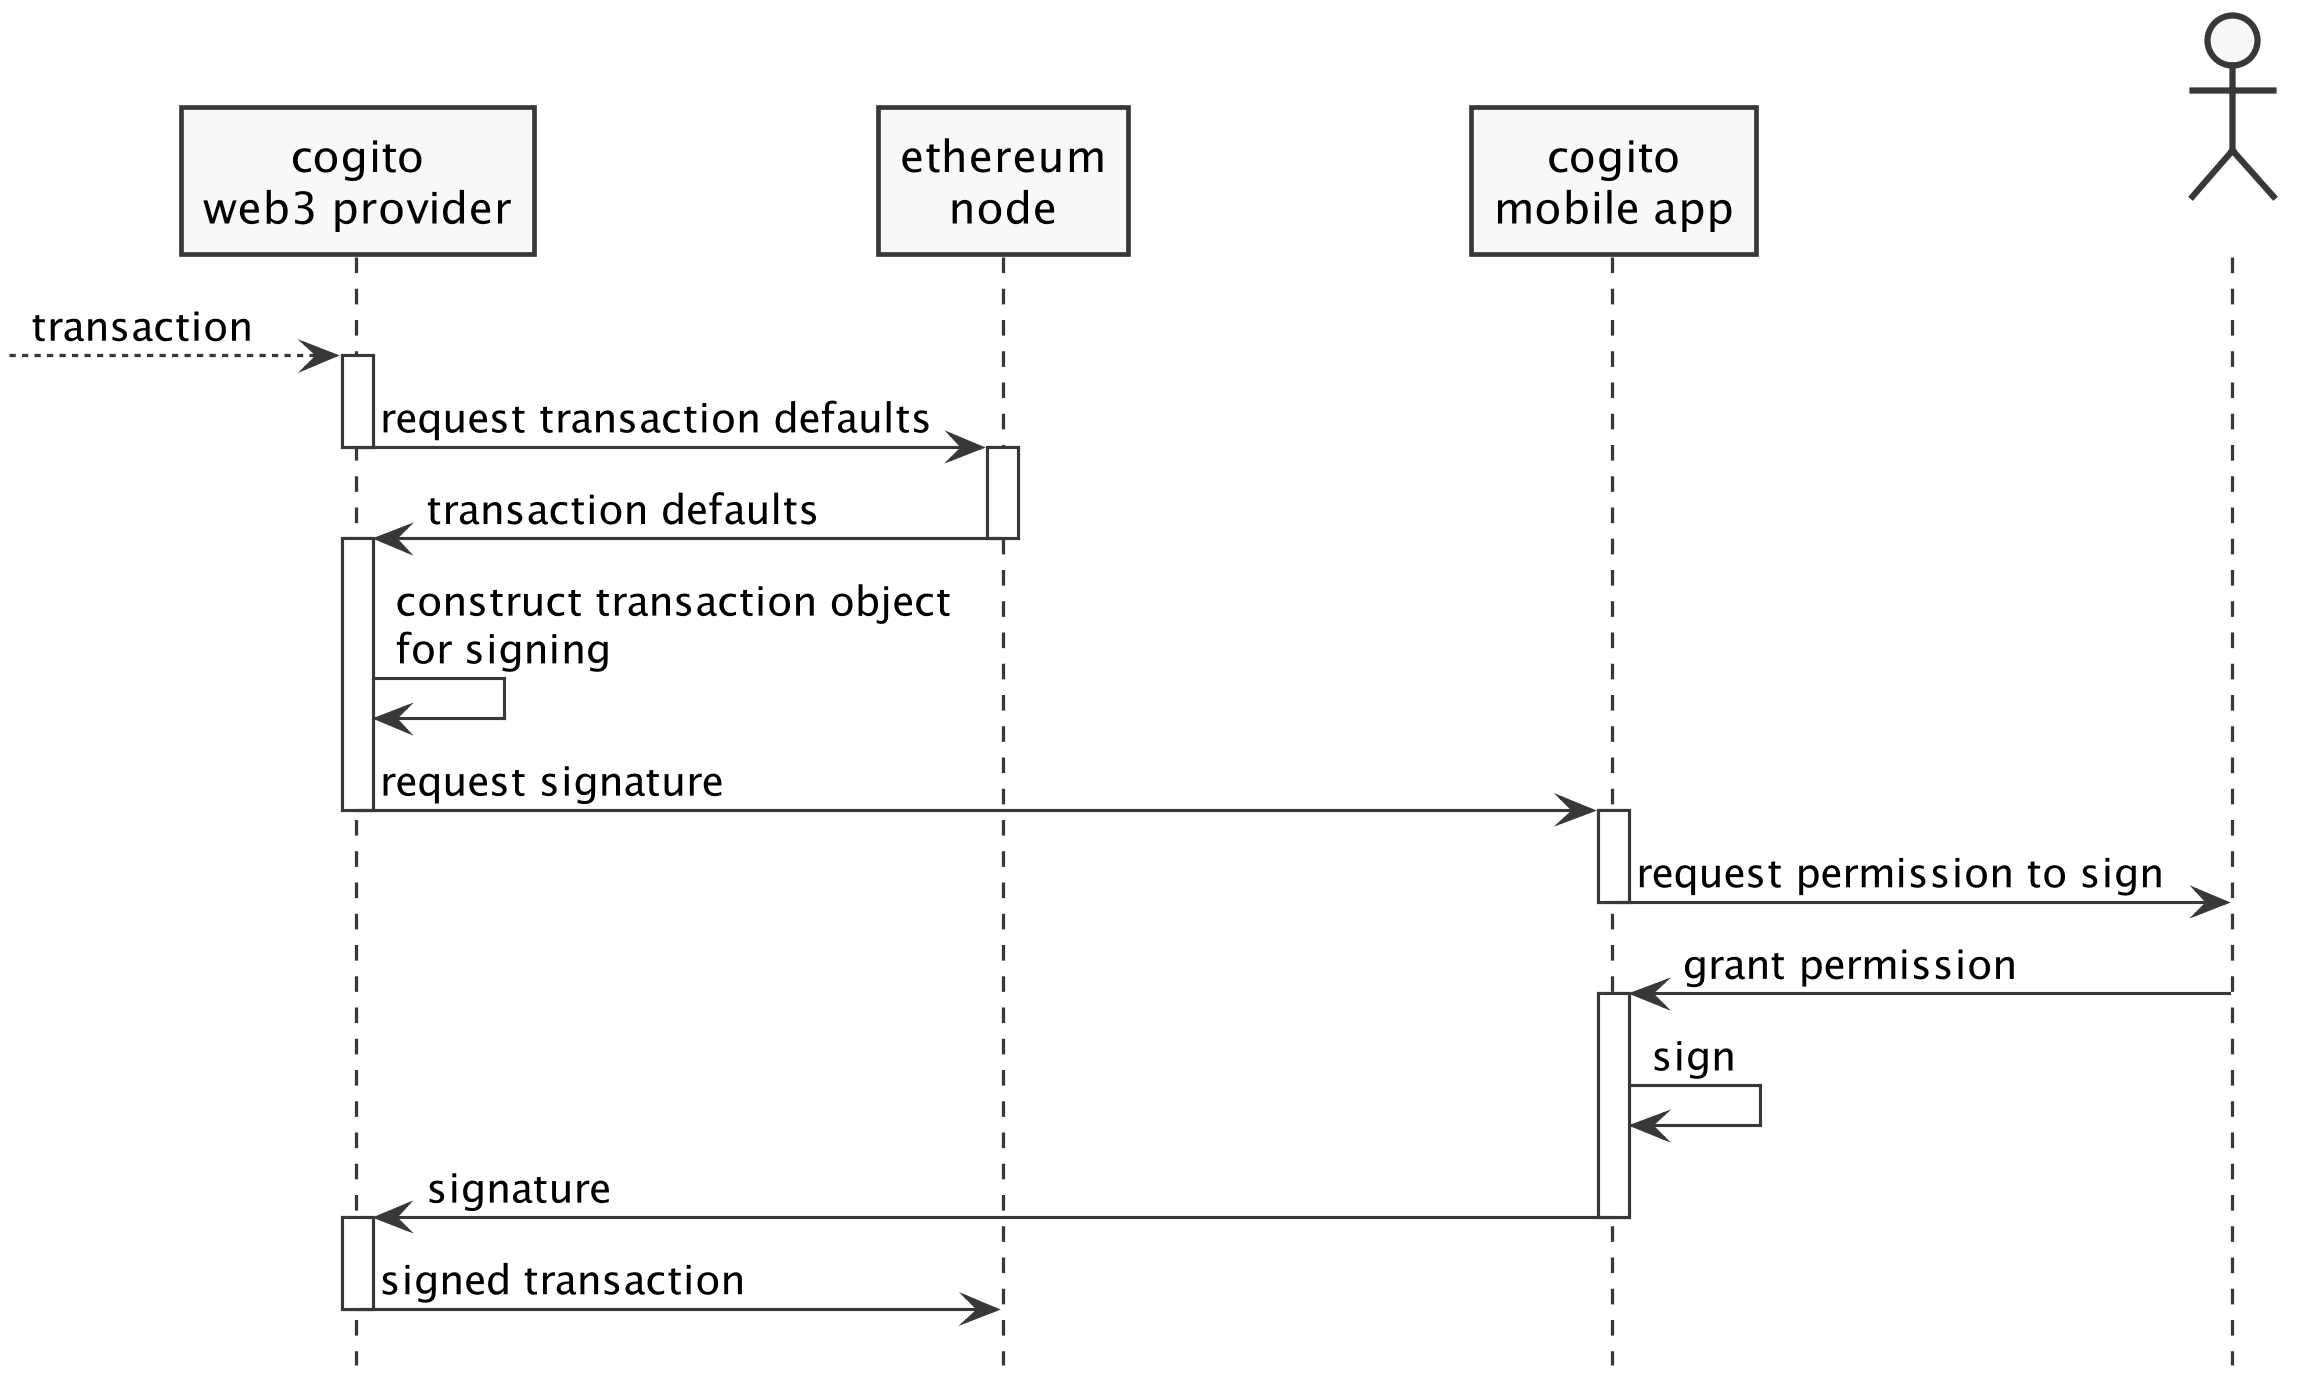 cogito
web3 provider
ethereum
node
cogito
mobile app
transaction
request transaction defaults
transaction defaults
construct transaction object
for signing
request signature
request permission to sign
grant permission
sign
signature
signed transaction